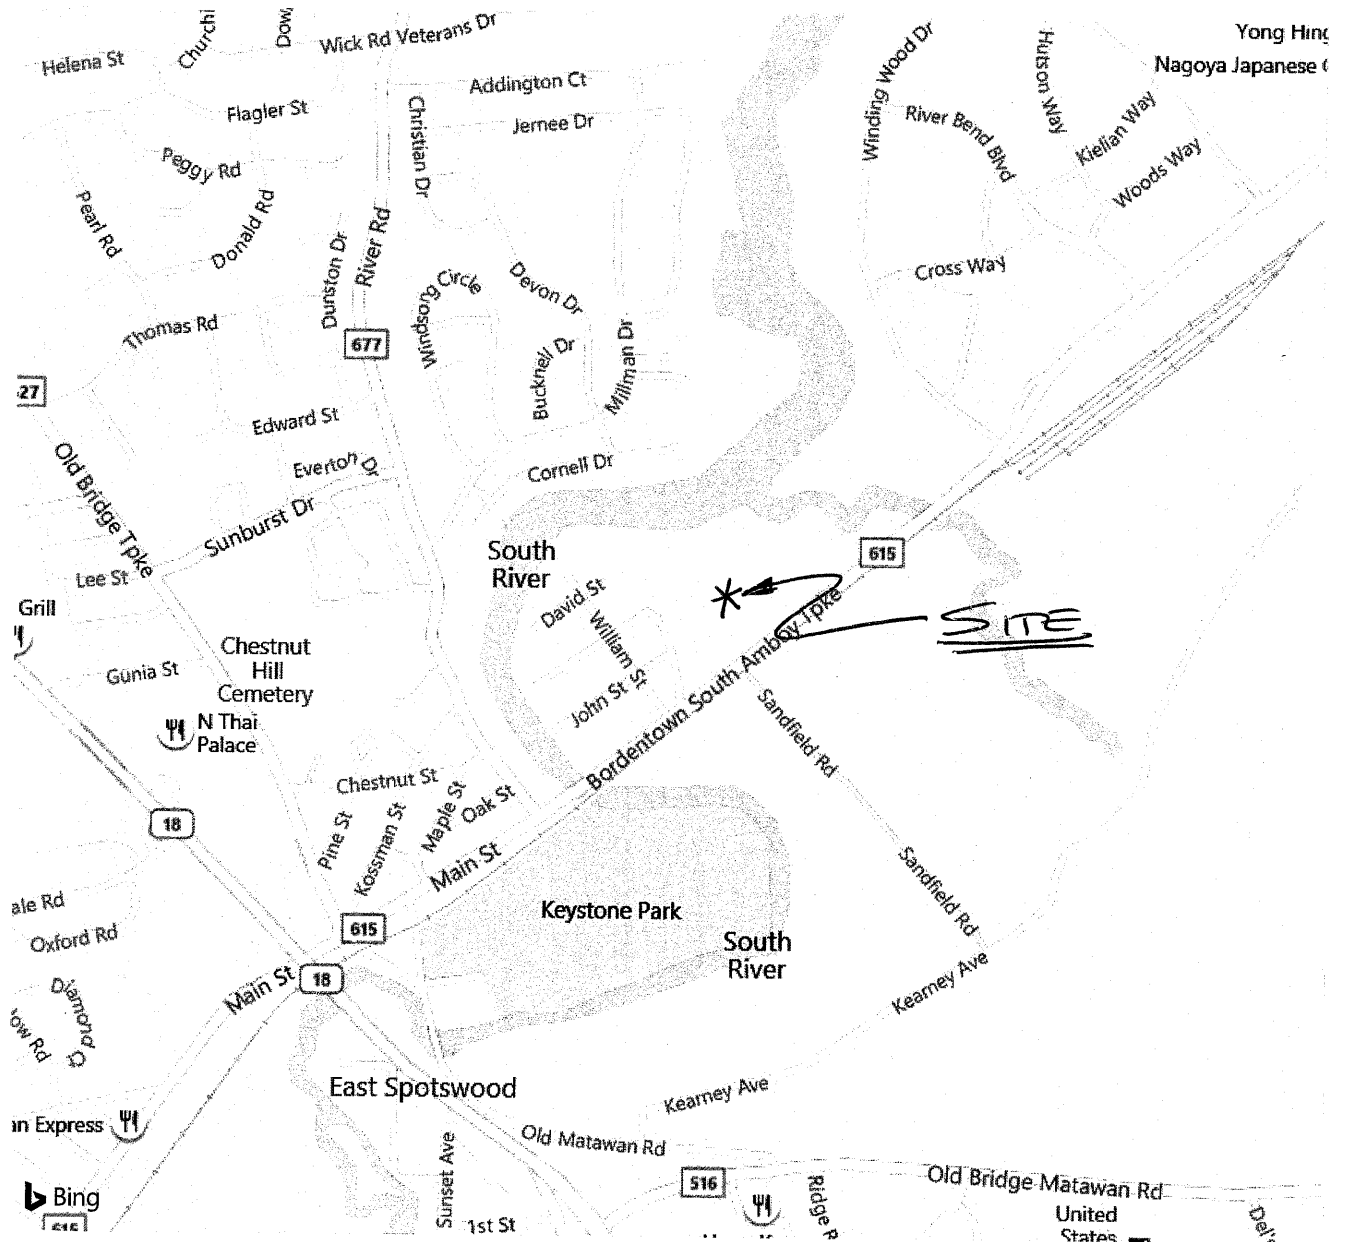 Churchi
Dow
Wick Rd Veterans Dr
Helena St
Yong Hing
Nagoya Japanese
Hutson Way
Winding Wood Dr
Addington Ct
Christian Dr
Flagler St
Jernee Dr
River Bend Blvd
Kielian Way
Woods Way
Peggy Rd
Pearl Rd
Donald Rd
Dunston Dr
River Rd
Windsong Circle
Devon Dr
Cross Way
Thomas Rd
677
Bucknell Dr
Millman Dr
27
Edward St
Old Bridge Tpke
Everton Dr
Cornell Dr
Sunburst Dr
South
River
615
Lee St
David St
* SITE
Grill
William St
Chestnut
Hill
Cemetery
Gunia St
John St
Bordentown South Amboy Tpke
N Thai
Palace
Sandfield Rd
Chestnut St
18
Pine St
Kossman St
Maple St
Oak St
Main St
Sandfield Rd
ale Rd
Oxford Rd
615
Keystone Park
South
River
Main St
18
Kearney Ave
Diamond Ct
ow Rd
East Spotswood
Kearney Ave
an Express
Sunset Ave
Old Matawan Rd
Bing
516
Ridge R
Old Bridge Matawan Rd
United
States
Del's
615
1st St